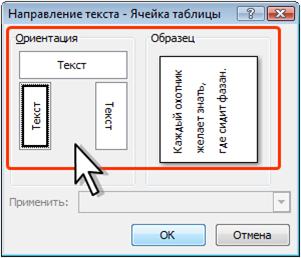 Направление текста - Ячейка таблицы
Ориентация
Текст
Текст
Текст
Образец
Каждый охотник
желает знать,
где сидит фазан.
Применить:
ОК
Отмена